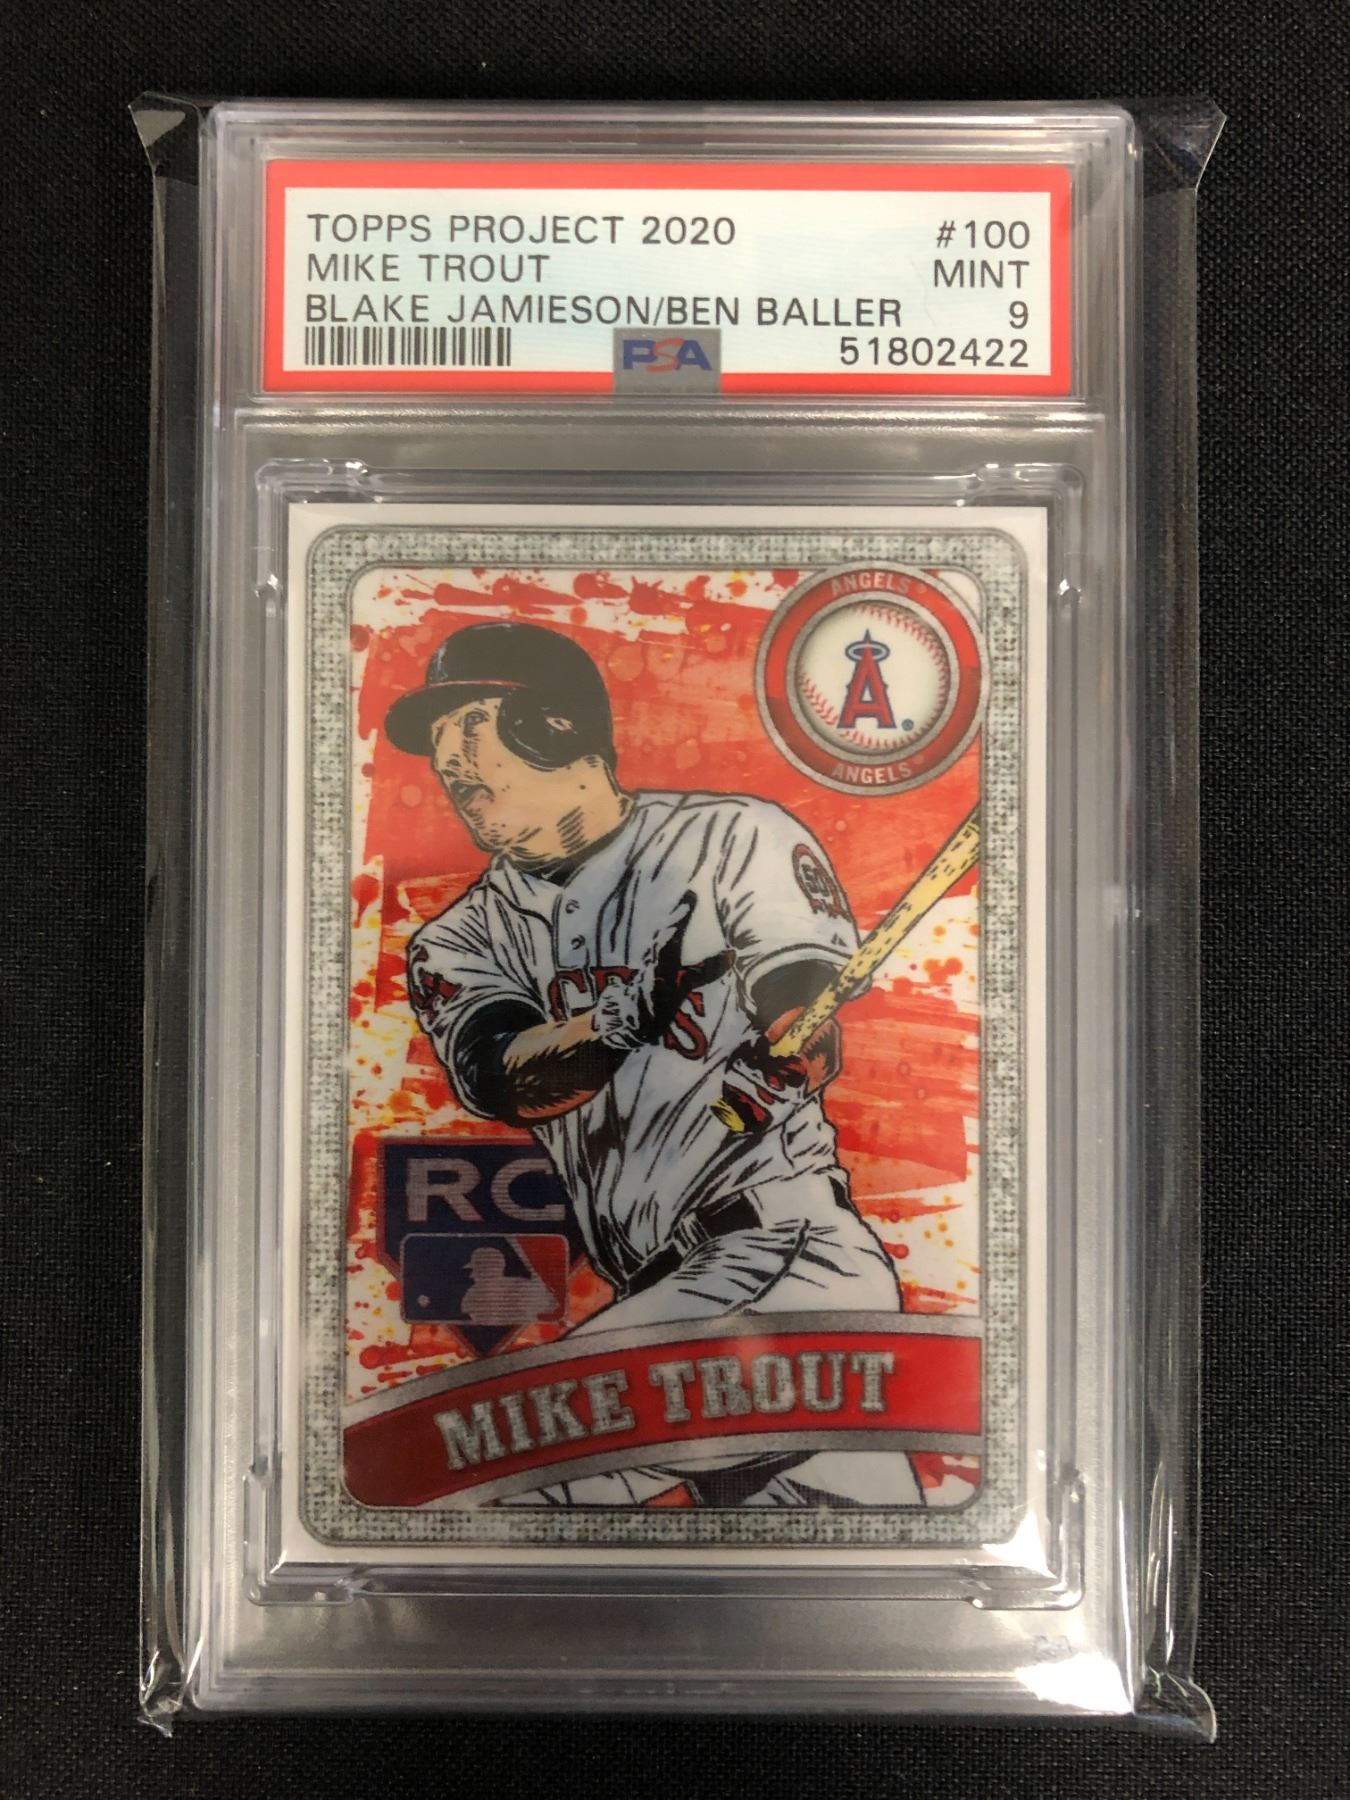 TOPPS PROJECT 2020 #100
MIKE TROUT MINT
BLAKE JAMIESON/BEN BALLER 9
PSA 51802422
ANGELS
A
ANGELS
50
RC
MIKE TROUT